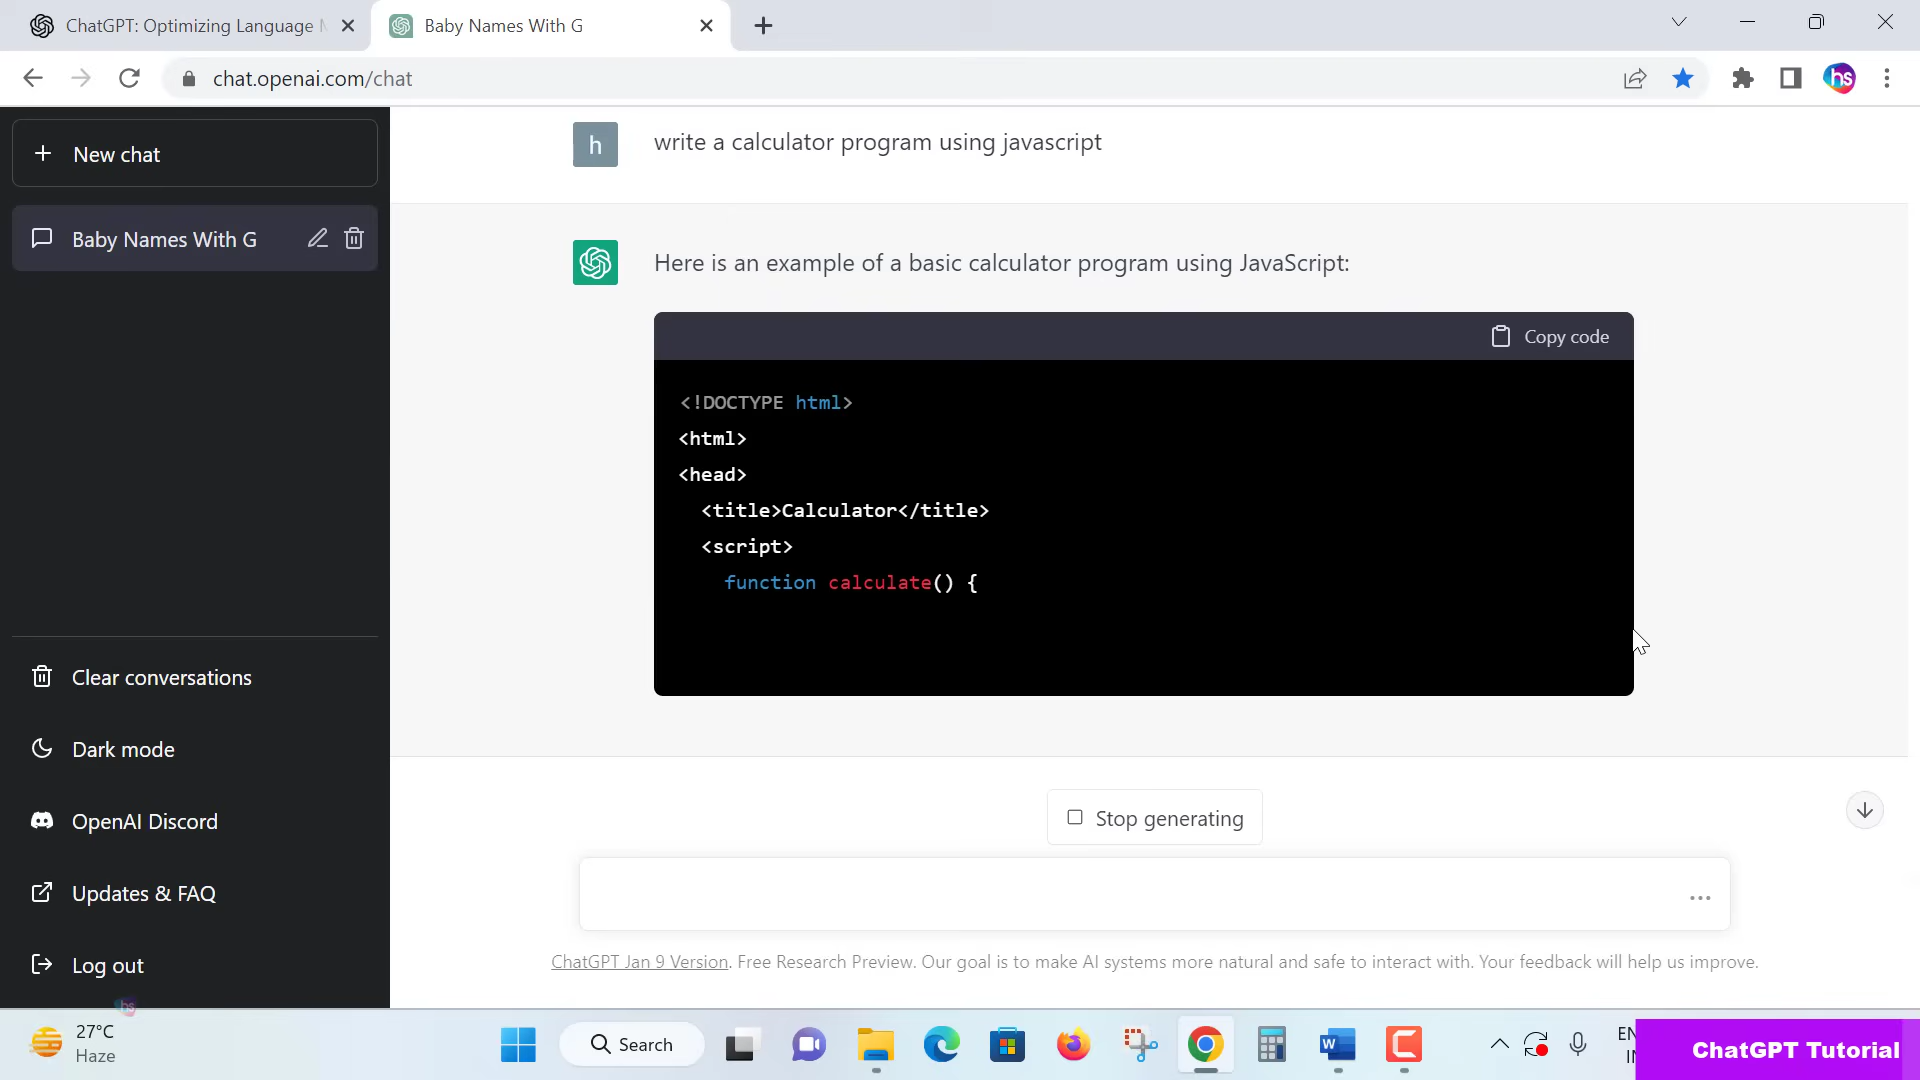 ChatGPT: Optimizing Language
Baby Names With G
chat.openai.com/chat
hs
New chat
Baby Names With G
Clear conversations
Dark mode
OpenAI Discord
Updates & FAQ
Log out
h
write a calculator program using javascript
Here is an example of a basic calculator program using JavaScript:
Copy code
<!DOCTYPE html>
<html>
<head>
<title>Calculator</title>
<script>
function calculate() {
Stop generating
ChatGPT Jan 9 Version. Free Research Preview. Our goal is to make AI systems more natural and safe to interact with. Your feedback will help us improve.
hs
27°C
Haze
Search
W
EN
IN
ChatGPT Tutorial